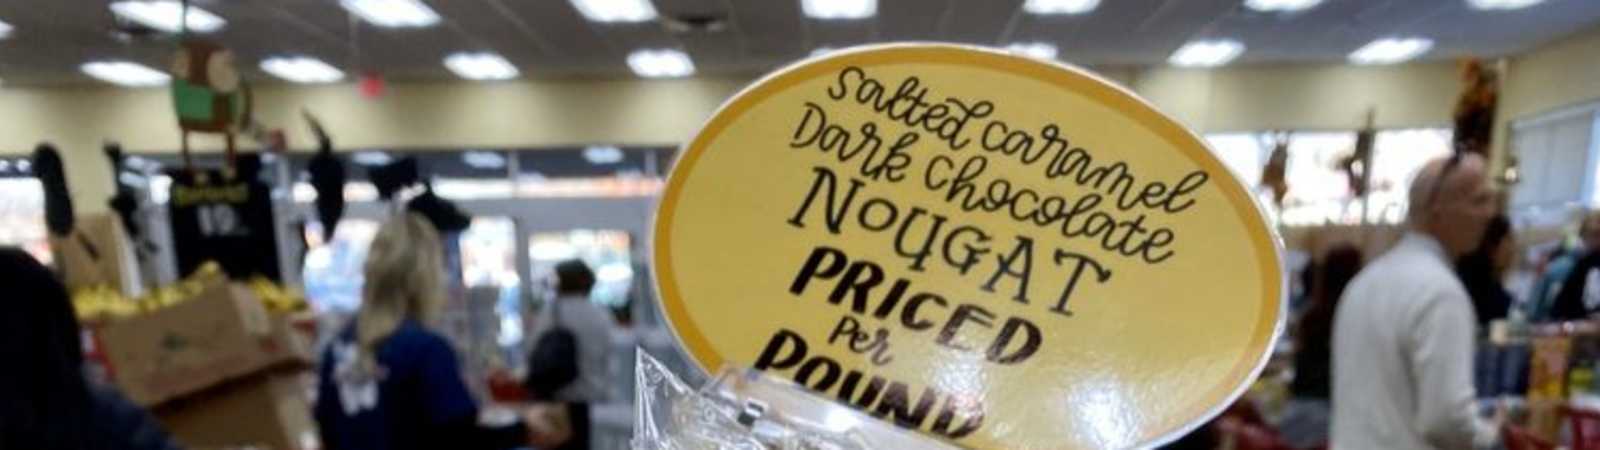 Salted caramel
Dark Chocolate
NOUGAT
PRICED
Per
POUND